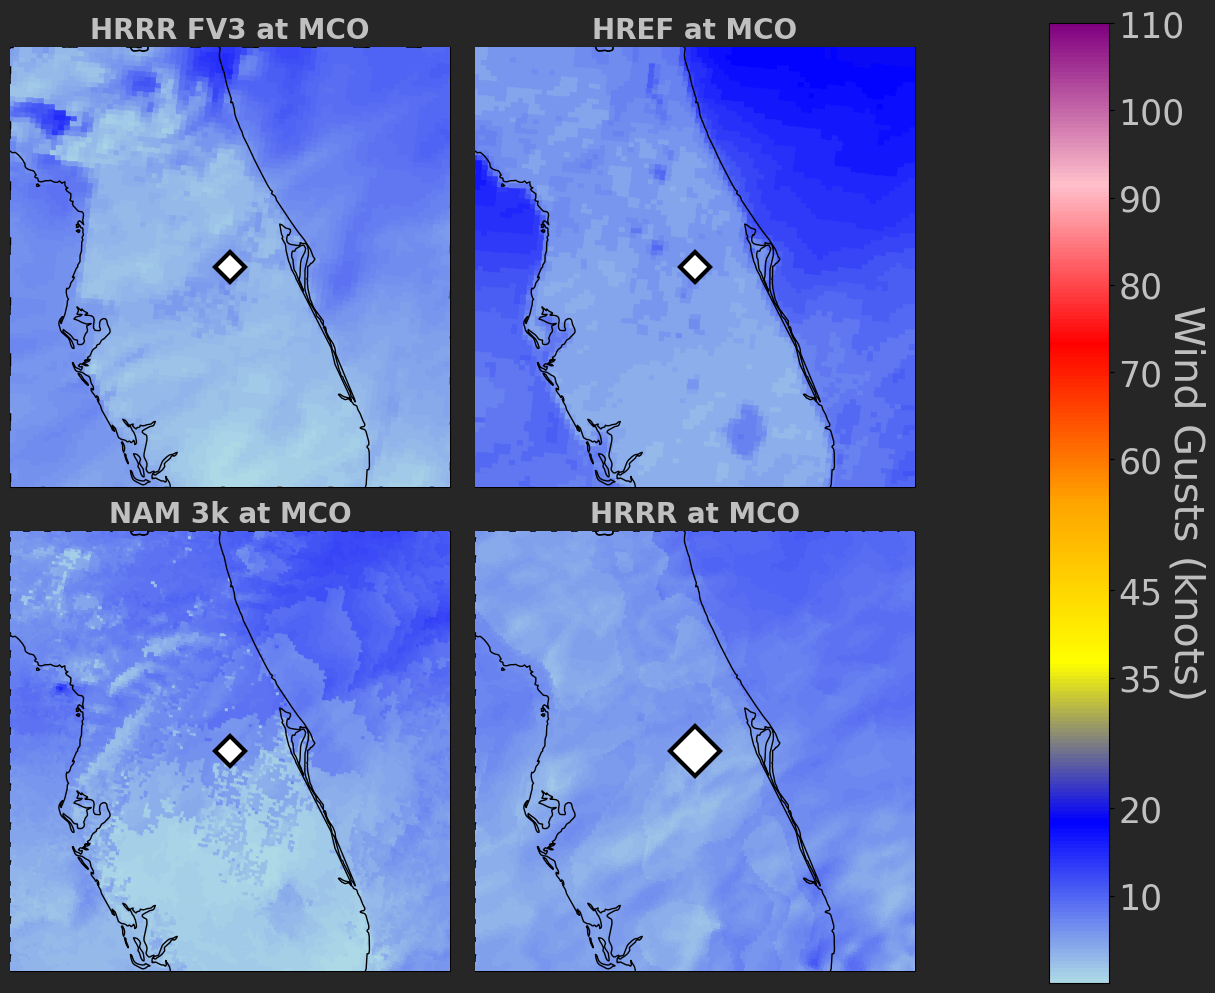 HRRR FV3 at MCO
HREF at MCO
NAM 3k at MCO
HRRR at MCO
110
100
90
80
70
60
45
35
20
10
Wind Gusts (knots)